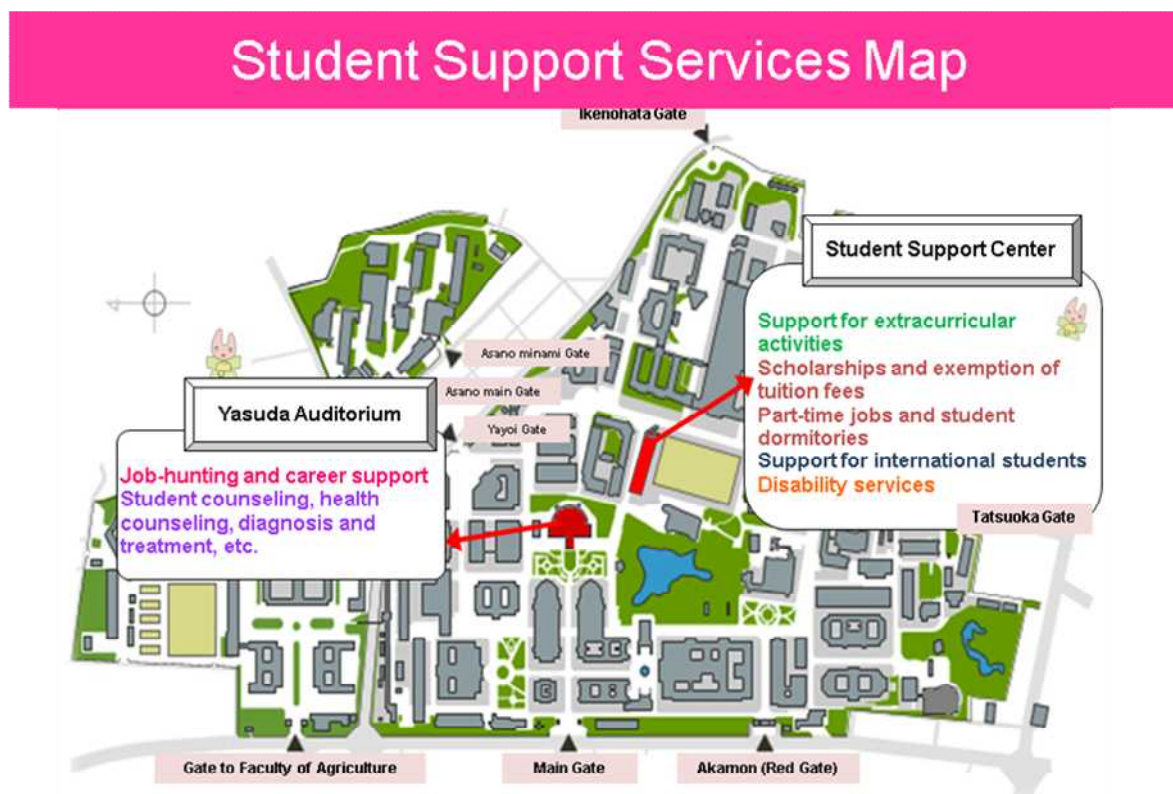 Student Support Services Map
Ikenohata Gate
Student Support Center
Support for extracurricular
activities
Scholarships and exemption of
tuition fees
Part-time jobs and student
dormitories
Support for international students
Disability services
Tatsuoka Gate
Asano minami Gate
Asano main Gate
Yayoi Gate
Yasuda Auditorium
Job-hunting and career support
Student counseling, health
counseling, diagnosis and
treatment, etc.
Gate to Faculty of Agriculture
Main Gate
Akamon (Red Gate)